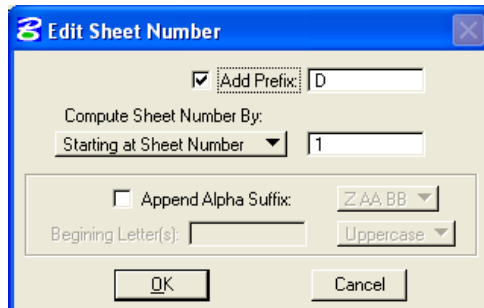 Edit Sheet Number
Add Prefix: D
Compute Sheet Number By:
Starting at Sheet Number 1
Append Alpha Suffix: Z AA BB
Begining Letter(s): Uppercase
OK Cancel